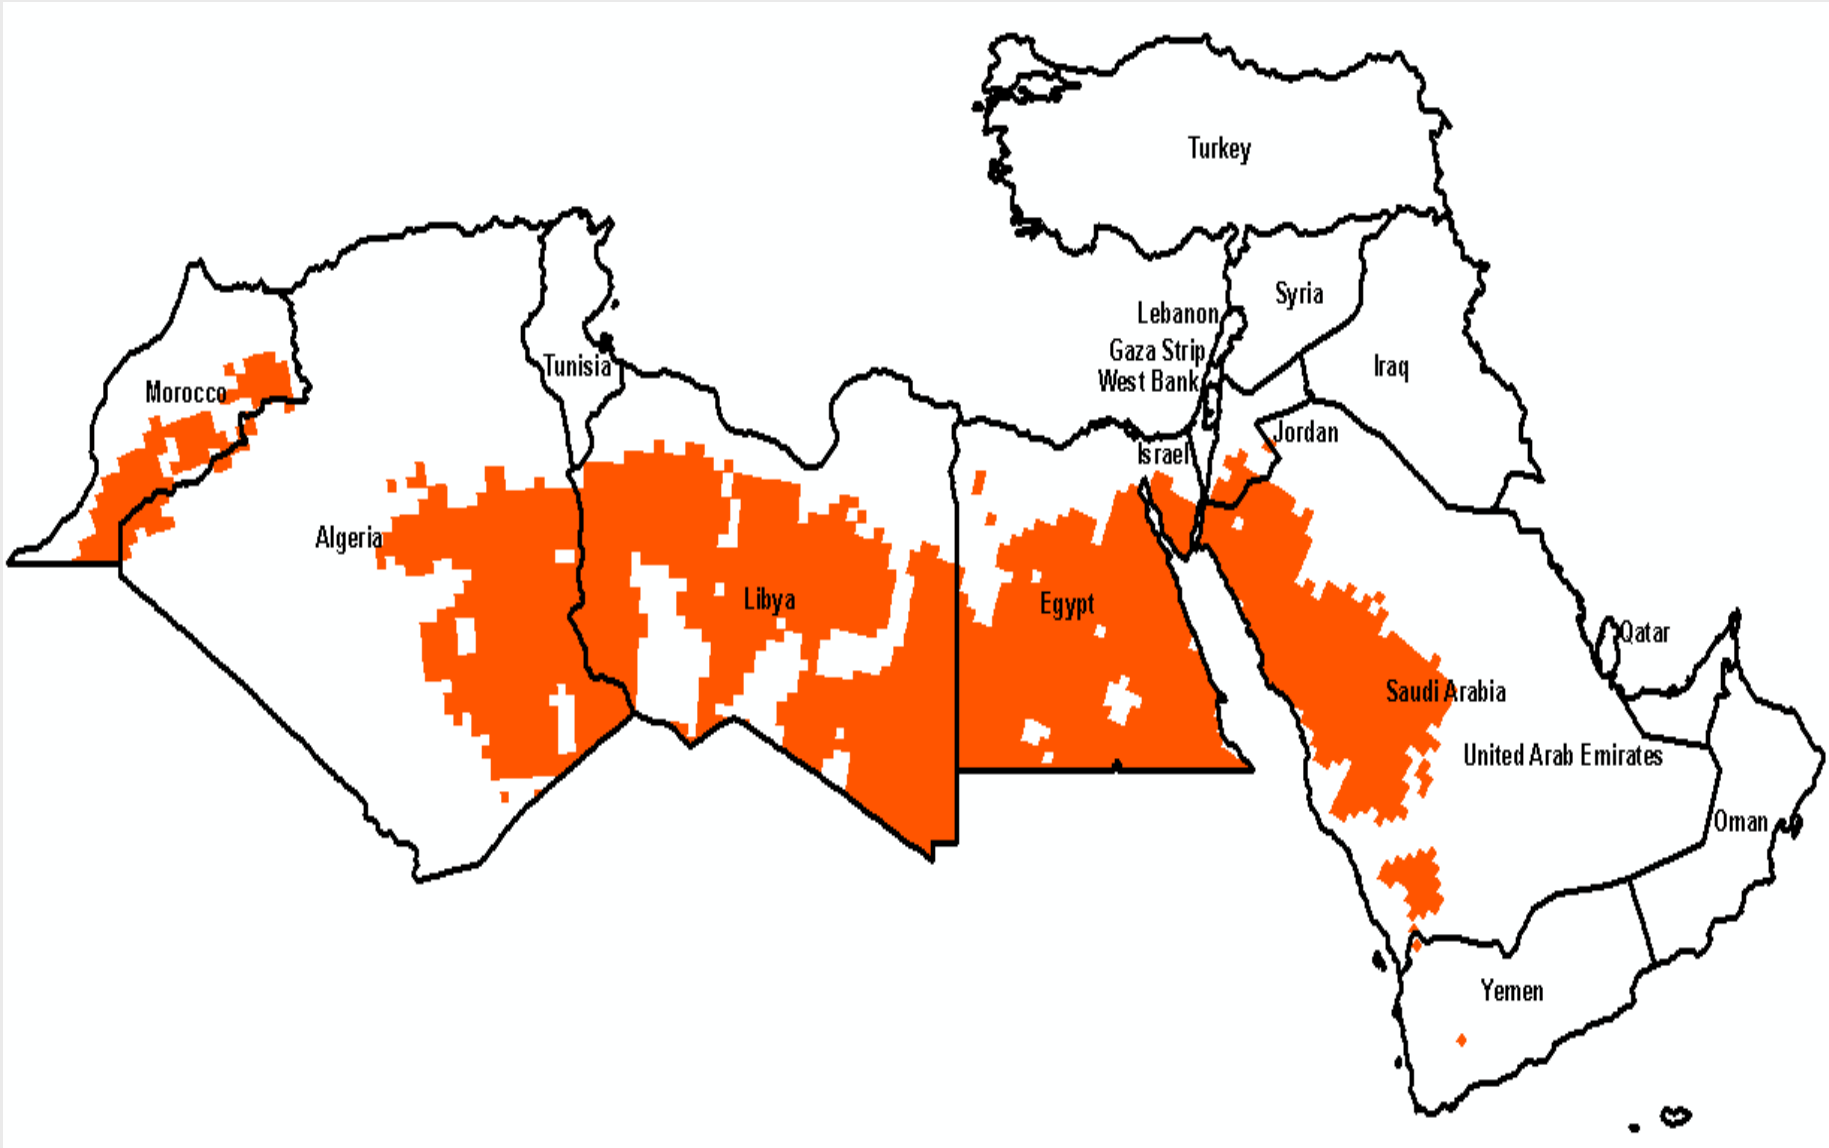 Turkey
Syria
Lebanon
Gaza Strip
West Bank
Iraq
Tunisia
Morocco
Jordan
Israel
Algeria
Libya
Egypt
Qatar
Saudi Arabia
United Arab Emirates
Oman
Yemen